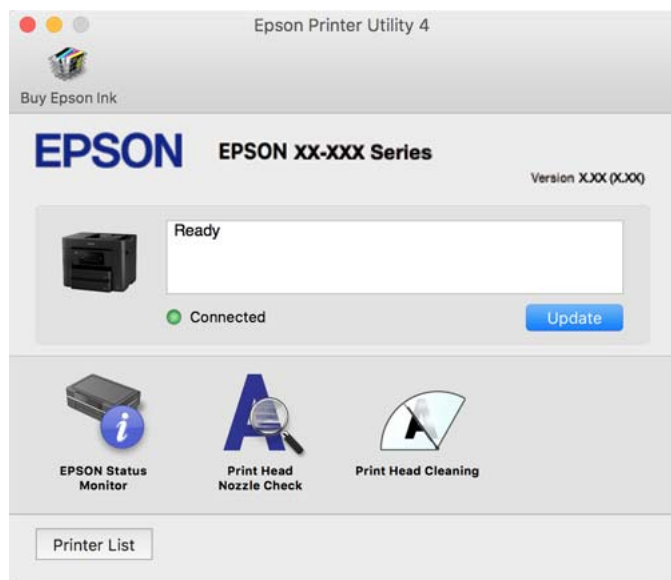 Epson Printer Utility 4
Buy Epson Ink
EPSON
EPSON XX-XXX Series
Version X.XX (X.XX)
Ready
Connected
Update
EPSON Status
Monitor
Print Head
Nozzle Check
Print Head Cleaning
Printer List